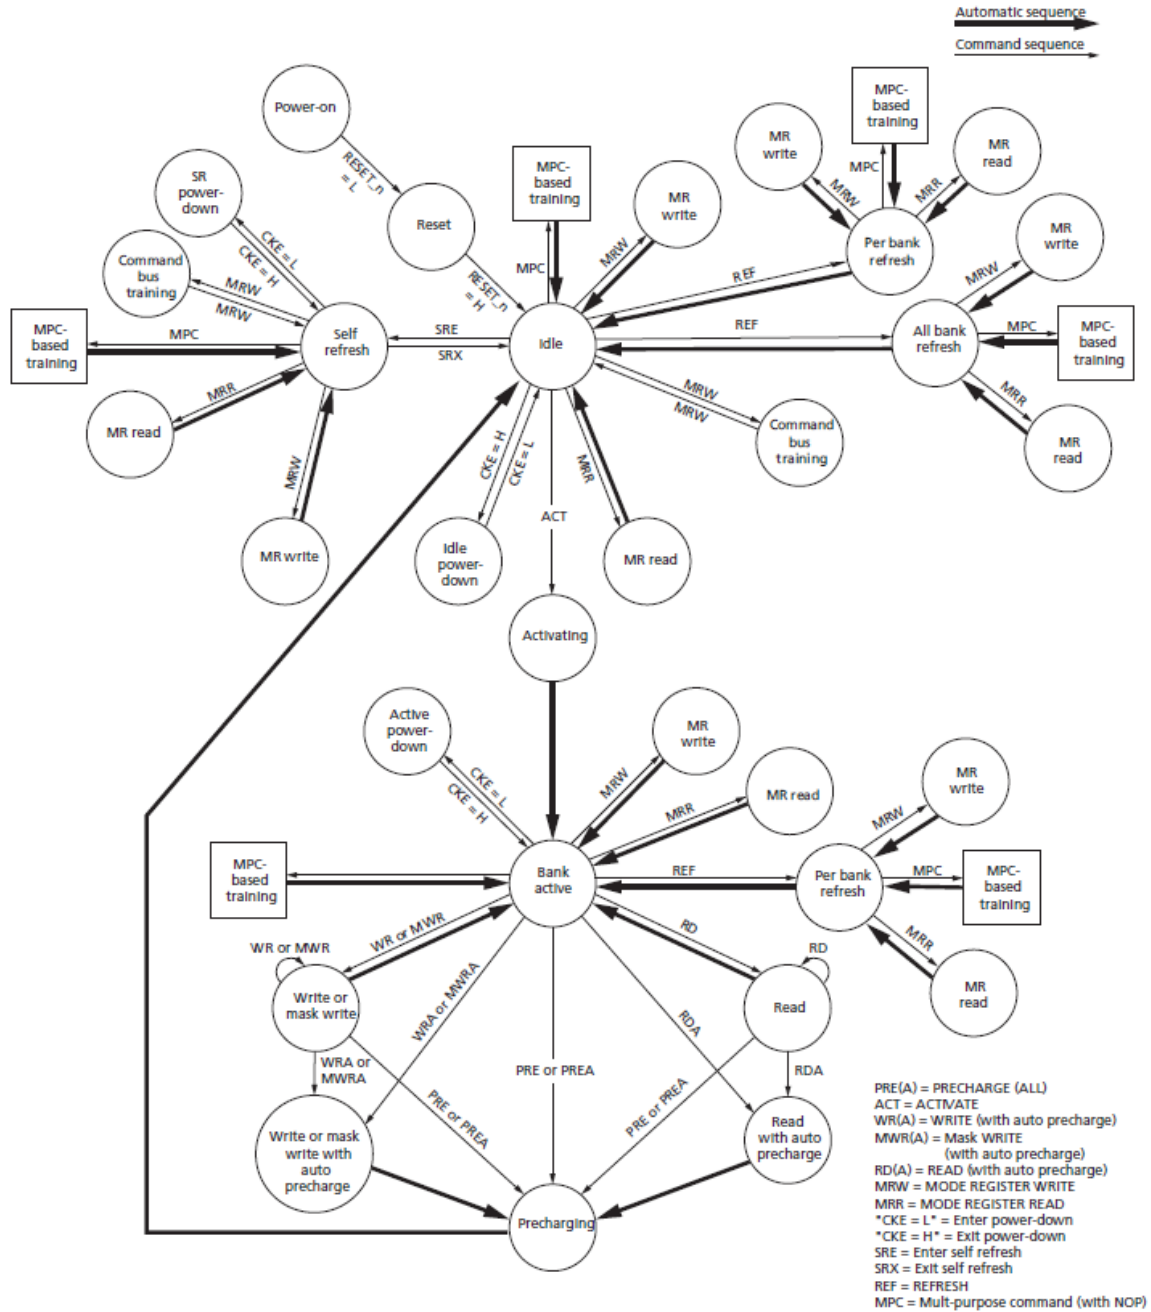 Automatic sequence
Command sequence
Power-on
RESET_n
= L
Reset
RESET_n
= H
SR
power-
down
CKE = L
CKE = H
Command
bus
training
MRW
MRW
MPC-
based
training
MPC
Self
refresh
MRR
MR read
MRW
MR write
SRE
SRX
Idle
MPC-
based
training
MPC
MR
write
MRW
REF
Per bank
refresh
MR
write
MRW
MPC-
based
training
MPC
MR
read
MRR
REF
All bank
refresh
MR
write
MRW
MPC
MPC-
based
training
MRR
MR
read
MRW
MRW
Command
bus
training
CKE = H
CKE = L
Idle
power-
down
MRR
MR read
ACT
Activating
Active
power-
down
CKE = L
CKE = H
MR
write
MRW
MR read
MRR
MPC-
based
training
Bank
active
REF
Per bank
refresh
MR
write
MRW
MPC
MPC-
based
training
MRR
MR
read
WR or MWR
WR or MWR
Write or
mask write
WRA or MWRA
WRA or
MWRA
PRE or PREA
PRE or PREA
PRE or PREA
RD
RD
Read
RDA
RDA
Write or mask
write with
auto
precharge
Read
with auto
precharge
Precharging
PRE(A) = PRECHARGE (ALL)
ACT = ACTIVATE
WR(A) = WRITE (with auto precharge)
MWR(A) = Mask WRITE
(with auto precharge)
RD(A) = READ (with auto precharge)
MRW = MODE REGISTER WRITE
MRR = MODE REGISTER READ
"CKE = L" = Enter power-down
"CKE = H" = Exit power-down
SRE = Enter self refresh
SRX = Exit self refresh
REF = REFRESH
MPC = Mult-purpose command (with NOP)